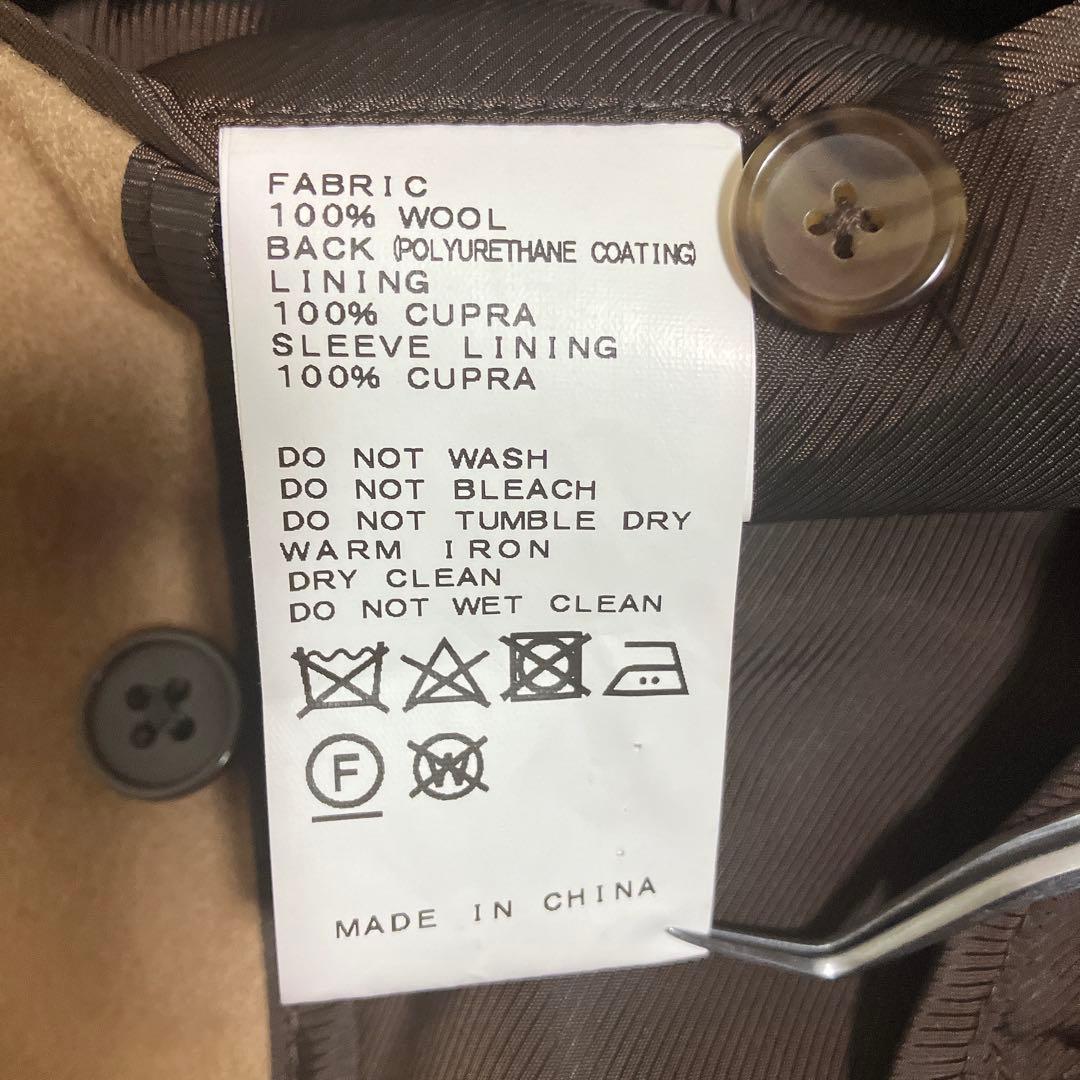 FABRIC
100% WOOL
BACK (POLYURETHANE COATING)
LINING
100% CUPRA
SLEEVE LINING
100% CUPRA
DO NOT WASH
DO NOT BLEACH
DO NOT TUMBLE DRY
WARM IRON
DRY CLEAN
DO NOT WET CLEAN
F W
MADE IN CHINA